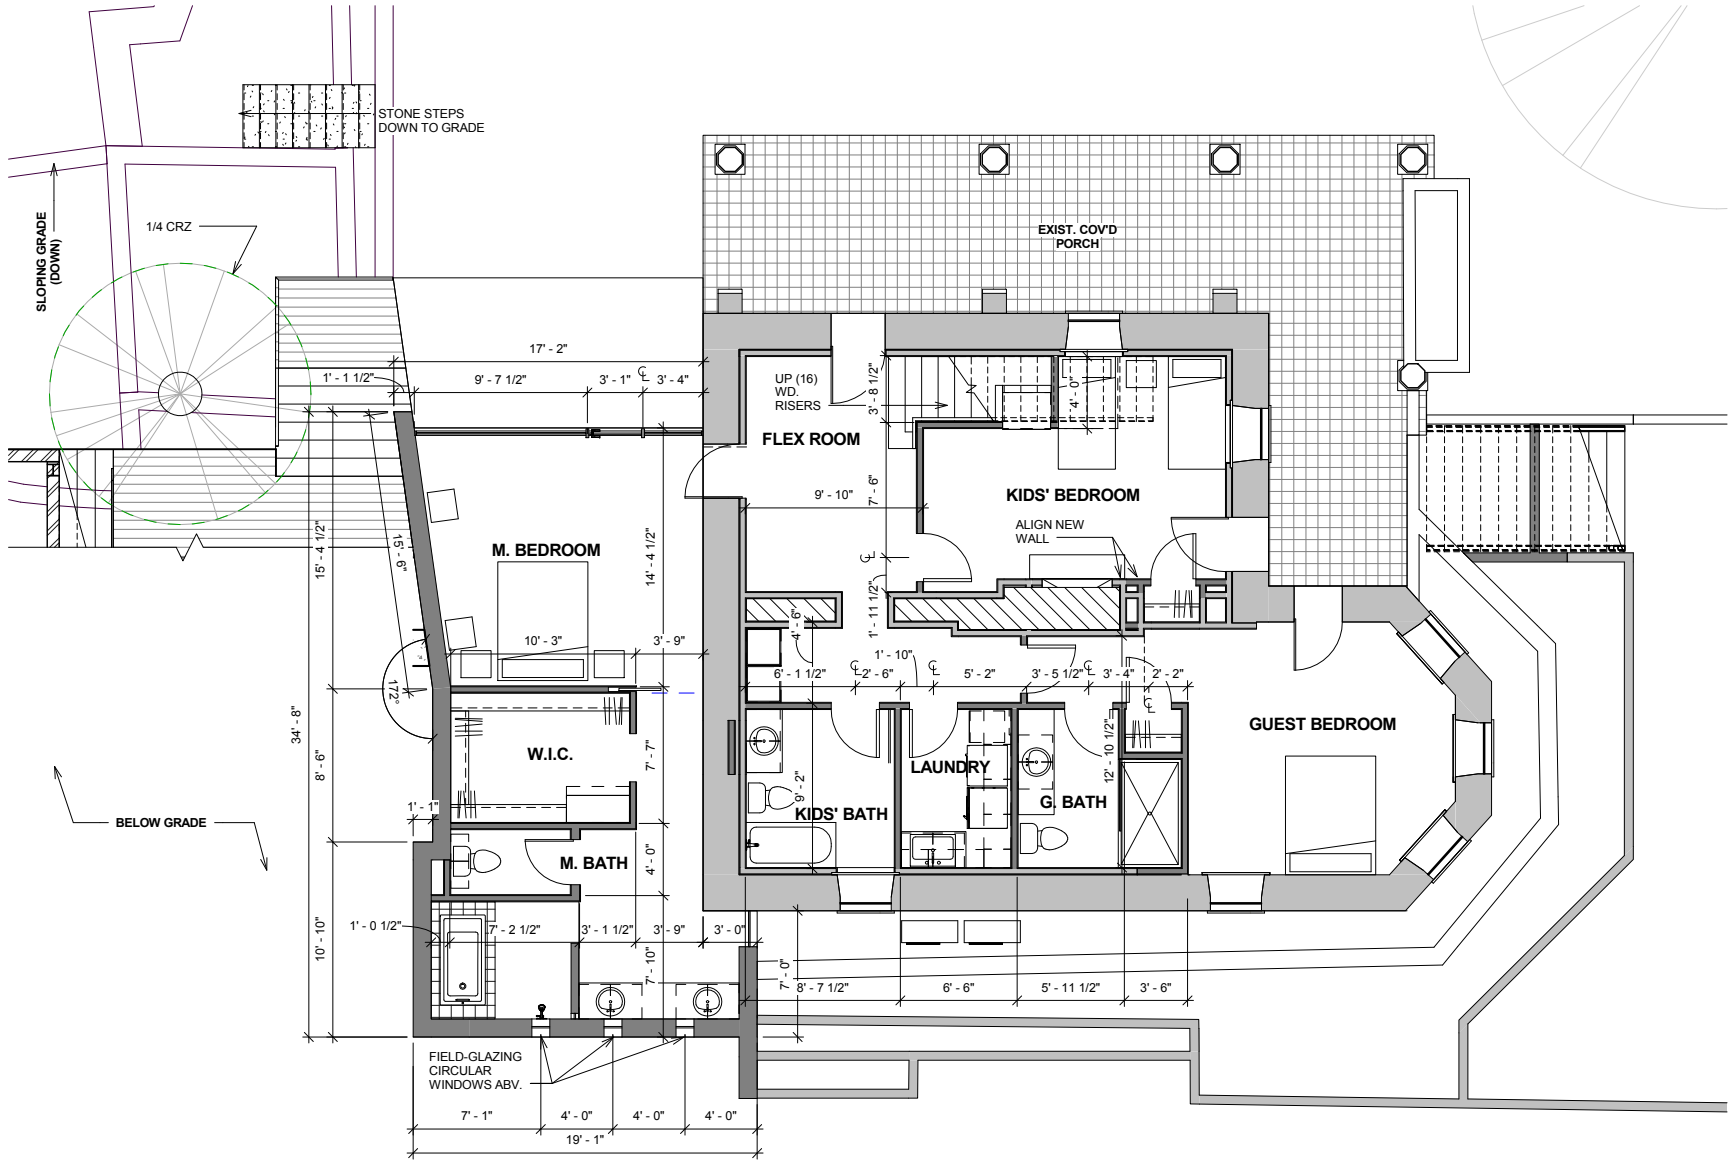 STONE STEPS
DOWN TO GRADE
SLOPING GRADE
(DOWN)
1/4 CRZ
EXIST. COV'D
PORCH
17' - 2"
1' - 1 1/2"
9' - 7 1/2"
3' - 1"
℄
3' - 4"
UP (16)
WD.
RISERS
3' - 8 1/2"
4' - 0"
FLEX ROOM
9' - 10"
7' - 6"
KIDS' BEDROOM
ALIGN NEW
WALL
℄
15' - 4 1/2"
15' - 6"
M. BEDROOM
14' - 4 1/2"
1' - 11 1/2"
4' - 6"
10' - 3"
3' - 9"
1' - 10"
6' - 1 1/2"
℄
2' - 6"
℄
5' - 2"
3' - 5 1/2"
℄
3' - 4"
2' - 2"
℄
172°
34' - 8"
8' - 6"
W.I.C.
7' - 7"
GUEST BEDROOM
12' - 10 1/2"
LAUNDRY
9' - 2"
KIDS' BATH
G. BATH
1' - 1"
BELOW GRADE
M. BATH
4' - 0"
10' - 10"
1' - 0 1/2"
7' - 2 1/2"
3' - 1 1/2"
3' - 9"
3' - 0"
7' - 10"
7' - 0"
8' - 7 1/2"
6' - 6"
5' - 11 1/2"
3' - 6"
FIELD-GLAZING
CIRCULAR
WINDOWS ABV.
7' - 1"
4' - 0"
4' - 0"
4' - 0"
19' - 1"